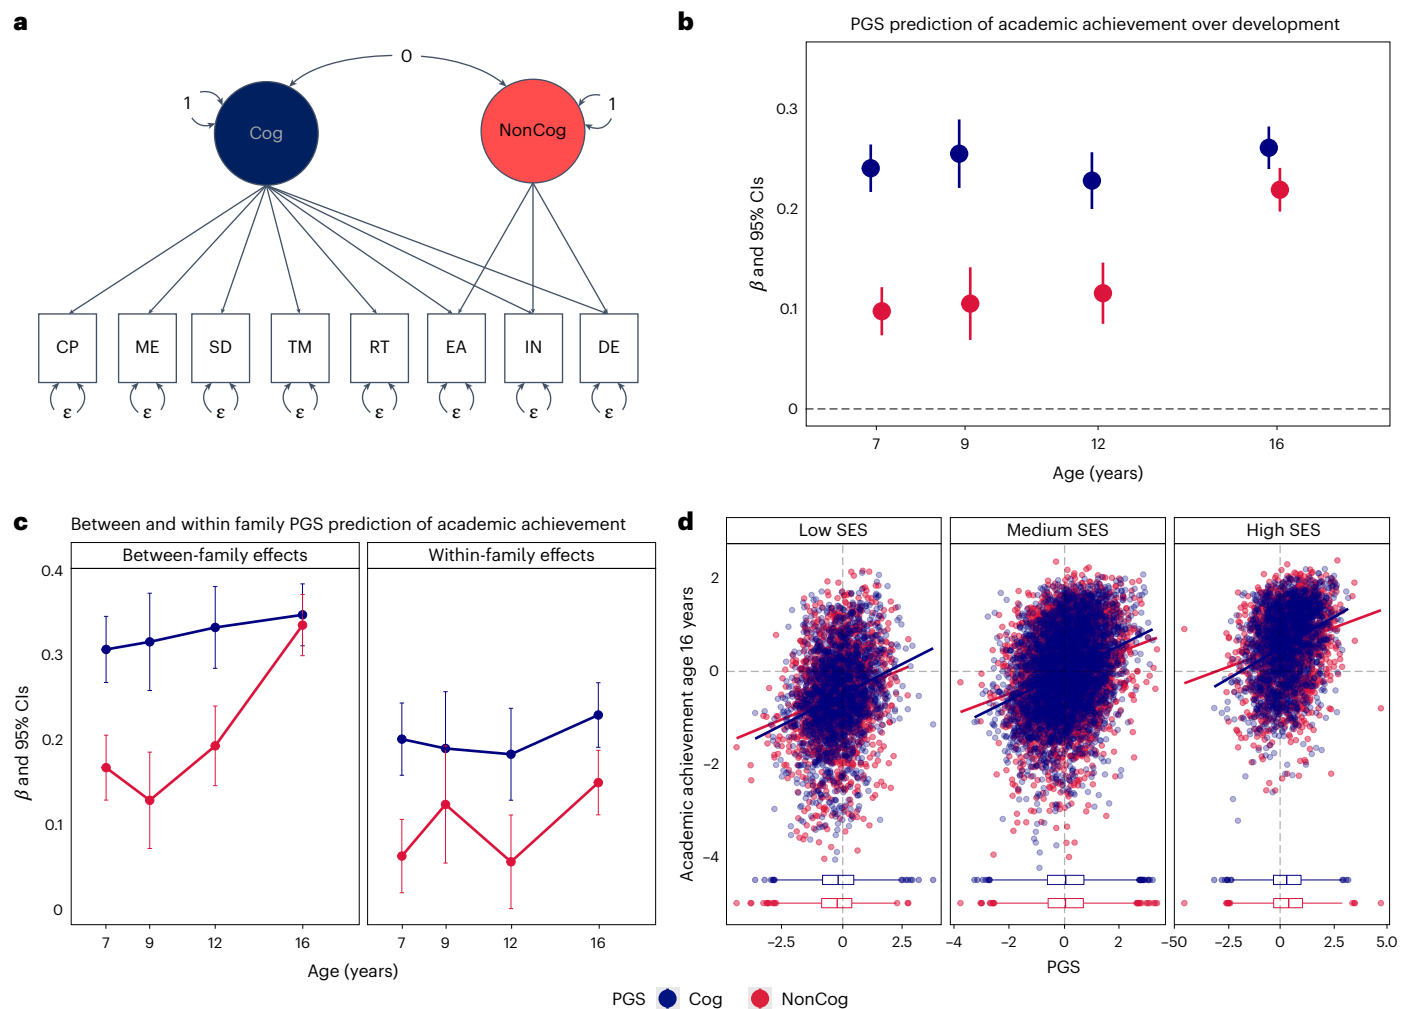 a
0
1
Cog
NonCog
1
CP ME SD TM RT EA IN DE
ε ε ε ε ε ε ε ε
b
PGS prediction of academic achievement over development
β and 95% CIs
0.3
0.2
0.1
0
7 9 12 16
Age (years)
c
Between and within family PGS prediction of academic achievement
Between-family effects
Within-family effects
β and 95% CIs
0.4
0.3
0.2
0.1
0
7 9 12 16
7 9 12 16
Age (years)
d
Low SES
Medium SES
High SES
Academic achievement age 16 years
2
0
−2
−4
−2.5 0 2.5
−4 −2 0 2
−50 −2.5 0 2.5 5.0
PGS
PGS Cog NonCog